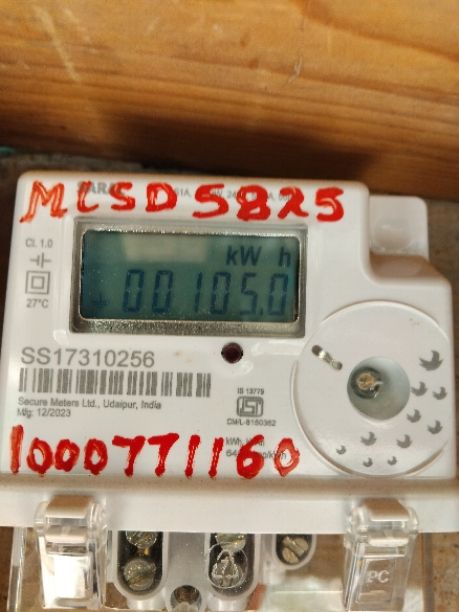 MCSD5825
Cl. 1.0
27°C
kW h
+00105.0
SS17310256
Secure Meters Ltd., Udaipur, India
Mfg: 12/2023
IS 13779
CM/L-8160362
1000771160
PC